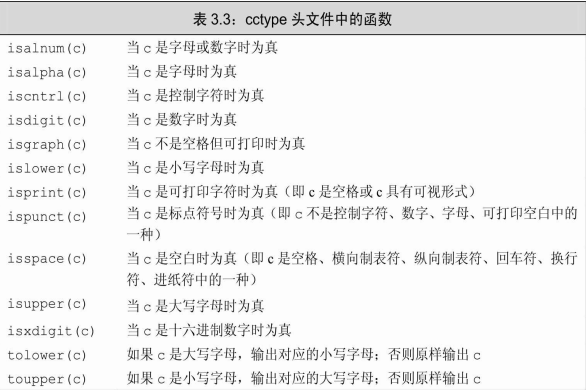 表 3.3：cctype 头文件中的函数
isalnum(c) 当 c 是字母或数字时为真
isalpha(c) 当 c 是字母时为真
iscntrl(c) 当 c 是控制字符时为真
isdigit(c) 当 c 是数字时为真
isgraph(c) 当 c 不是空格但可打印时为真
islower(c) 当 c 是小写字母时为真
isprint(c) 当 c 是可打印字符时为真（即 c 是空格或 c 具有可视形式）
ispunct(c) 当 c 是标点符号时为真（即 c 不是控制字符、数字、字母、可打印空白中的
一种）
isspace(c) 当 c 是空白时为真（即 c 是空格、横向制表符、纵向制表符、回车符、换行
符、进纸符中的一种）
isupper(c) 当 c 是大写字母时为真
isxdigit(c) 当 c 是十六进制数字时为真
tolower(c) 如果 c 是大写字母，输出对应的小写字母；否则原样输出 c
toupper(c) 如果 c 是小写字母，输出对应的大写字母；否则原样输出 c